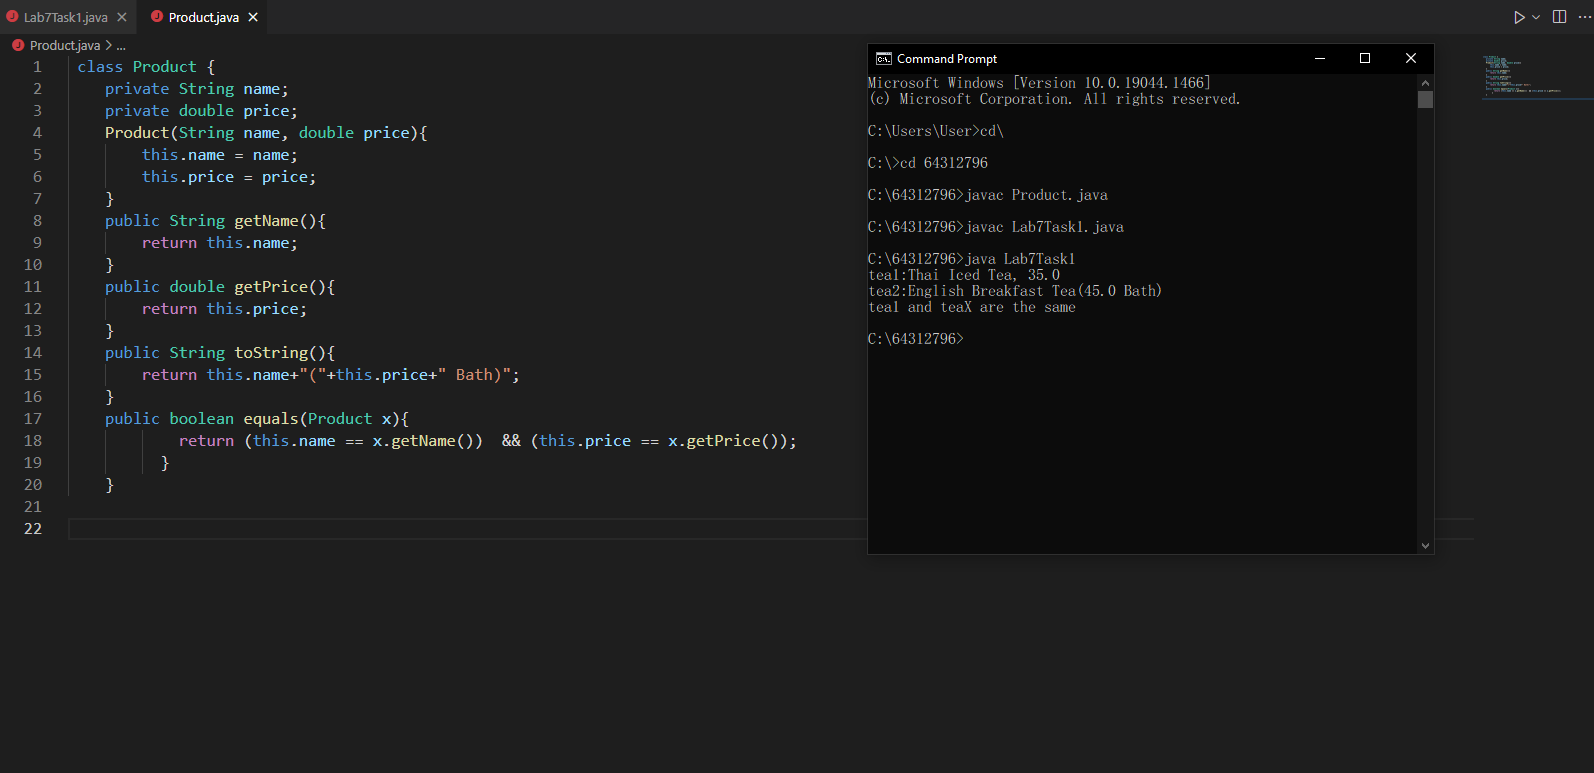 Lab7Task1.java
Product.java
Product.java > ...
1 class Product {
2 private String name;
3 private double price;
4 Product(String name, double price){
5 this.name = name;
6 this.price = price;
7 }
8 public String getName(){
9 return this.name;
10 }
11 public double getPrice(){
12 return this.price;
13 }
14 public String toString(){
15 return this.name+"("+this.price+" Bath)";
16 }
17 public boolean equals(Product x){
18 return (this.name == x.getName()) && (this.price == x.getPrice());
19 }
20 }
21
22
Command Prompt
Microsoft Windows [Version 10.0.19044.1466]
(c) Microsoft Corporation. All rights reserved.
C:\Users\User>cd\
C:\>cd 64312796
C:\64312796>javac Product.java
C:\64312796>javac Lab7Task1.java
C:\64312796>java Lab7Task1
tea1:Thai Iced Tea, 35.0
tea2:English Breakfast Tea(45.0 Bath)
tea1 and teaX are the same
C:\64312796>